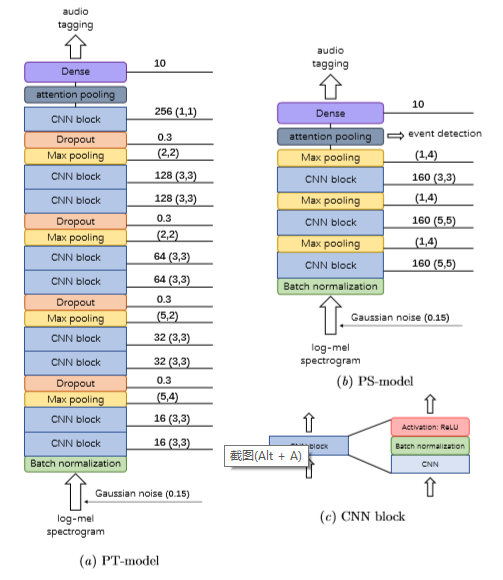 audio
tagging
Dense
10
attention pooling
CNN block
256 (1,1)
Dropout
0.3
Max pooling
(2,2)
CNN block
128 (3,3)
CNN block
128 (3,3)
Dropout
0.3
Max pooling
(2,2)
CNN block
64 (3,3)
CNN block
64 (3,3)
Dropout
0.3
Max pooling
(5,2)
CNN block
32 (3,3)
CNN block
32 (3,3)
Dropout
0.3
Max pooling
(5,4)
CNN block
16 (3,3)
CNN block
16 (3,3)
Batch normalization
Gaussian noise (0.15)
log-mel
spectrogram
(a) PT-model
audio
tagging
Dense
10
attention pooling
event detection
Max pooling
(1,4)
CNN block
160 (3,3)
Max pooling
(1,4)
CNN block
160 (5,5)
Max pooling
(1,4)
CNN block
160 (5,5)
Batch normalization
Gaussian noise (0.15)
log-mel
spectrogram
(b) PS-model
block
截图(Alt + A)
Activation: ReLU
Batch normalization
CNN
(c) CNN block